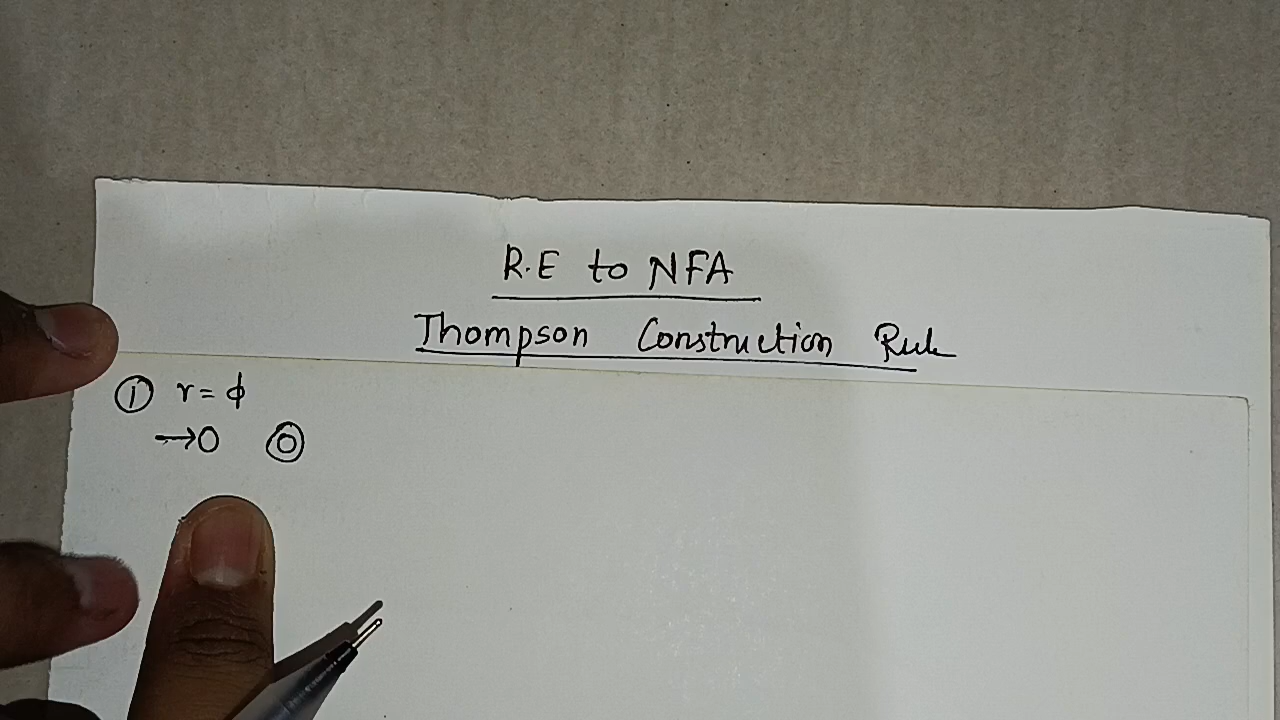 R.E to NFA
Thompson Construction Rule
① r = ϕ
→O ◎